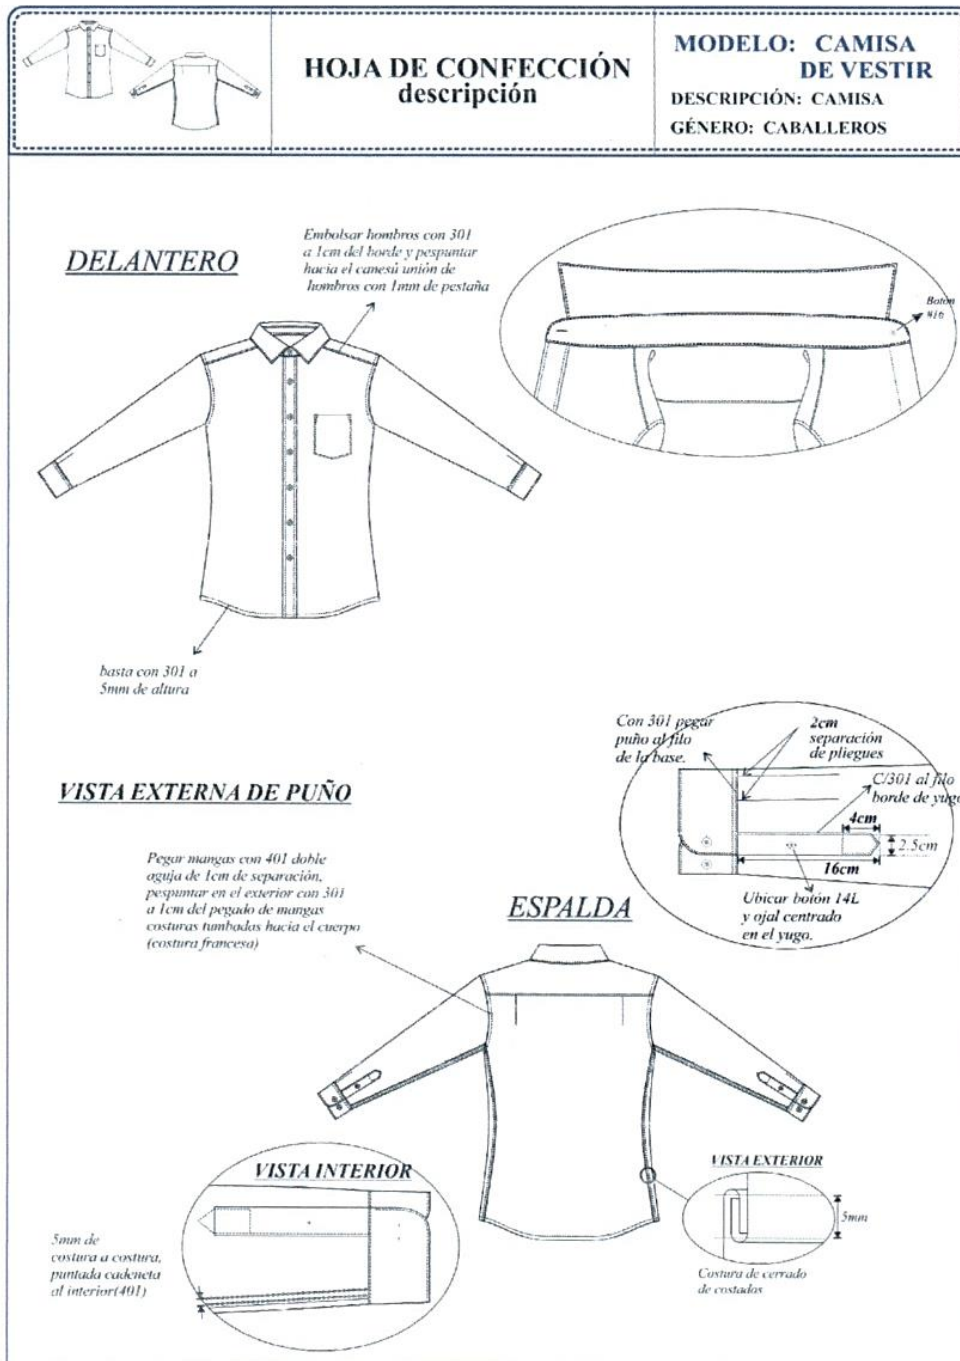 HOJA DE CONFECCIÓN
descripción
MODELO: CAMISA
DE VESTIR
DESCRIPCIÓN: CAMISA
GÉNERO: CABALLEROS
DELANTERO
Embolsar hombros con 301
a 1cm del borde y pespuntar
hacia el canesú unión de
hombros con 1mm de pestaña
Botón
#16
basta con 301 a
5mm de altura
Con 301 pegar
puño al filo
de la base.
2cm
separación
de pliegues
C/301 al filo
borde de yugo
4cm
2.5cm
16cm
Ubicar botón 14L
y ojal centrado
en el yugo.
VISTA EXTERNA DE PUÑO
Pegar mangas con 401 doble
aguja de 1cm de separación,
pespuntar en el exterior con 301
a 1cm del pegado de mangas
costuras tumbadas hacia el cuerpo
(costura francesa)
ESPALDA
VISTA INTERIOR
5mm de
costura a costura,
puntada cadeneta
al interior(401)
VISTA EXTERIOR
5mm
Costura de cerrado
de costados